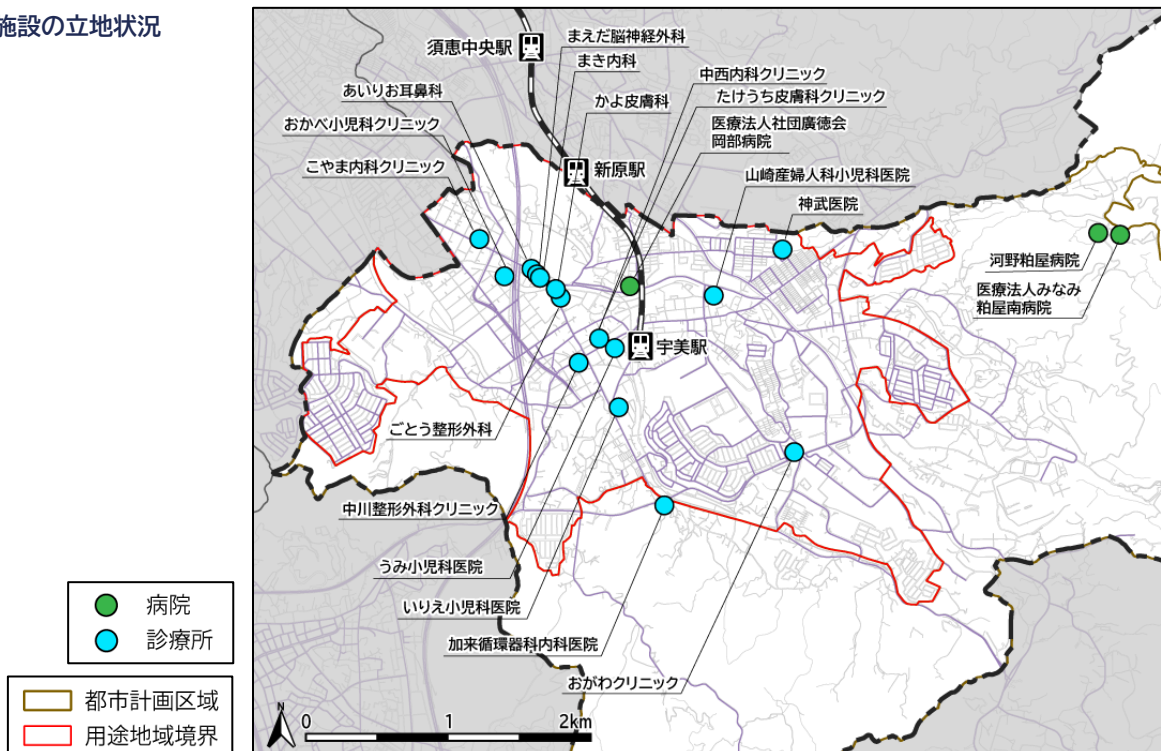 施設の立地状況
須恵中央駅
まえだ脳神経外科
まき内科
中西内科クリニック
あいりお耳鼻科
かよ皮膚科
たけうち皮膚科クリニック
おかべ小児科クリニック
医療法人社団廣徳会
岡部病院
こやま内科クリニック
新原駅
山崎産婦人科小児科医院
神武医院
河野粕屋病院
医療法人みなみ
粕屋南病院
宇美駅
ごとう整形外科
中川整形外科クリニック
うみ小児科医院
いりえ小児科医院
加来循環器科内科医院
おがわクリニック
病院
診療所
都市計画区域
用途地域境界
N
0 1 2km